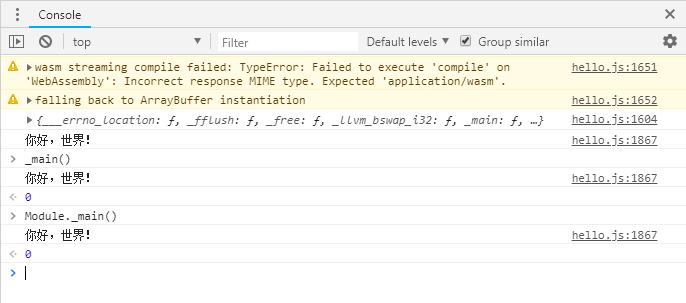 Console
top
Filter
Default levels
Group similar
wasm streaming compile failed: TypeError: Failed to execute 'compile' on 'WebAssembly': Incorrect response MIME type. Expected 'application/wasm'.
hello.js:1651
falling back to ArrayBuffer instantiation
hello.js:1652
{___errno_location: ƒ, _fflush: ƒ, _free: ƒ, _llvm_bswap_i32: ƒ, _main: ƒ, …}
hello.js:1604
你好，世界!
hello.js:1867
_main()
你好，世界!
hello.js:1867
0
Module._main()
你好，世界!
hello.js:1867
0